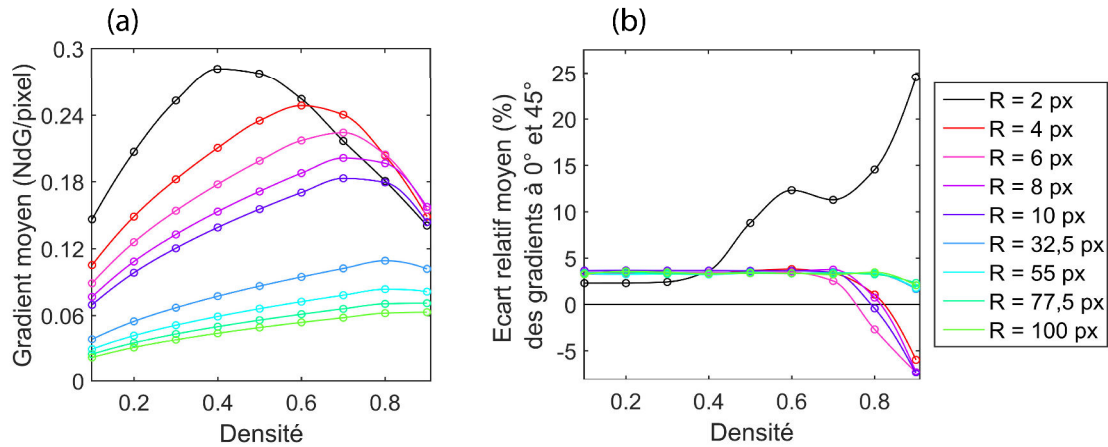 (a)
(b)
Gradient moyen (NdG/pixel)
0.3
0.24
0.18
0.12
0.06
0
0.2
0.4
0.6
0.8
Densité
Ecart relatif moyen (%)
des gradients à 0° et 45°
25
20
15
10
5
0
-5
0.2
0.4
0.6
0.8
Densité
R = 2 px
R = 4 px
R = 6 px
R = 8 px
R = 10 px
R = 32,5 px
R = 55 px
R = 77,5 px
R = 100 px